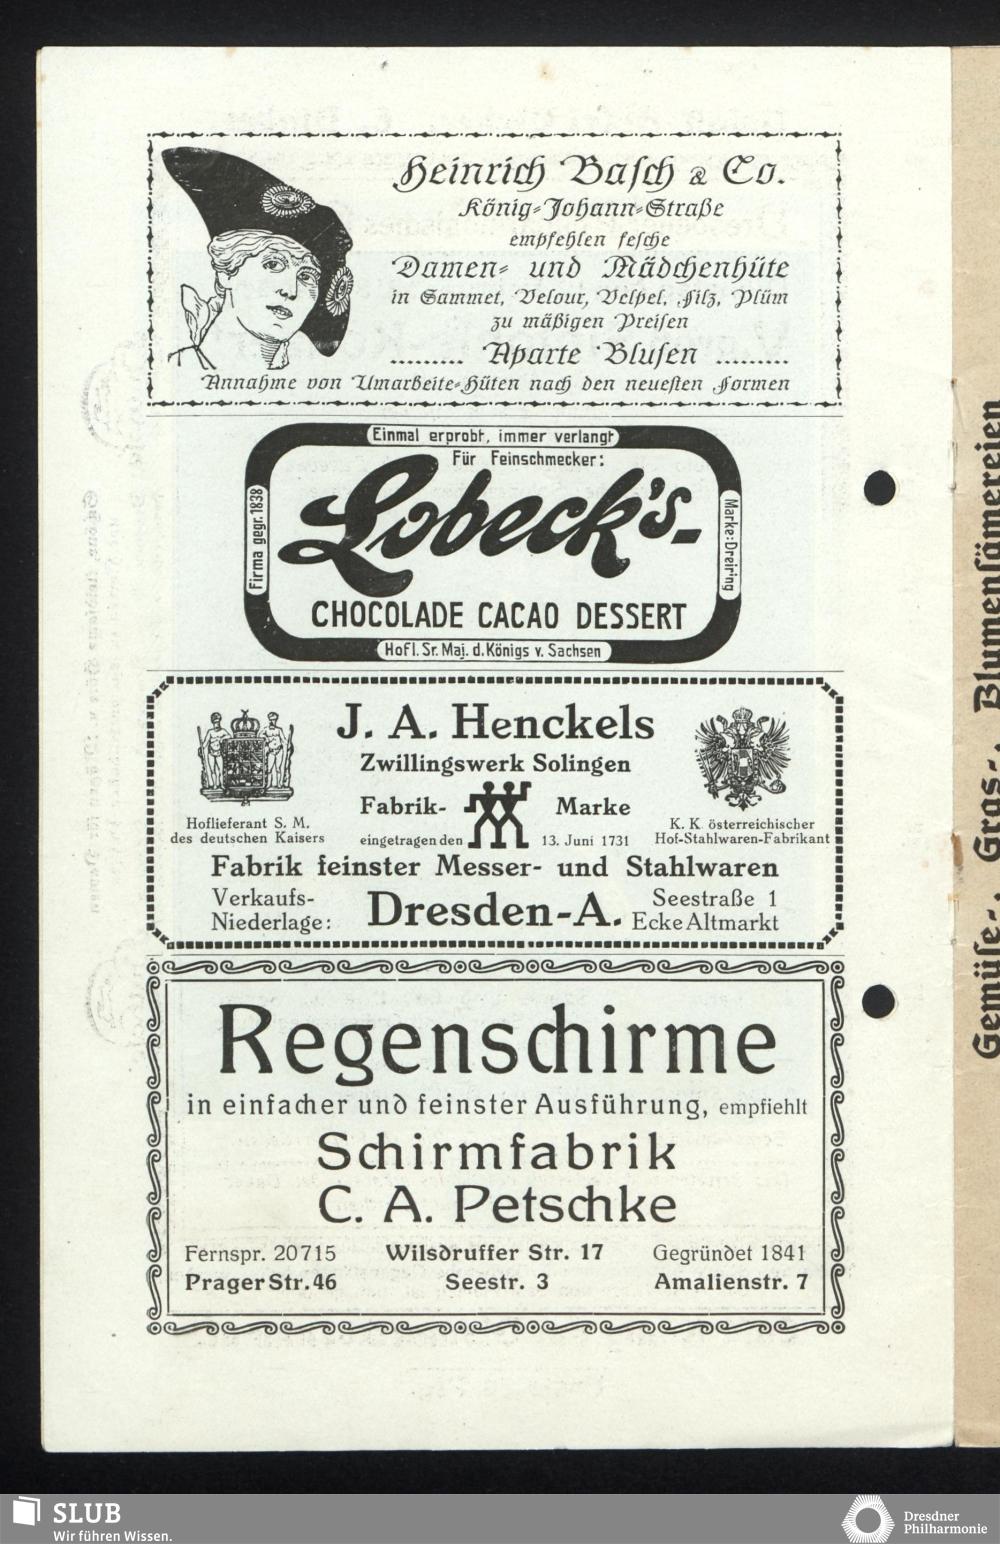 Heinrich Basch & Co.
König-Johann-Straße
empfehlen fesche
Damen- und Mädchenhüte
in Sammet, Velour, Velpel, Filz, Plüm
zu mäßigen Preisen
......... Aparte Blusen .........
Annahme von Umarbeite-Hüten nach den neuesten Formen
Einmal erprobt, immer verlangt
Für Feinschmecker:
Firma gegr. 1838
Lobeck's-
Marke: Dreiring
CHOCOLADE CACAO DESSERT
Hofl. Sr. Maj. d. Königs v. Sachsen
J. A. Henckels
Zwillingswerk Solingen
Fabrik- Marke
Hoflieferant S. M.
des deutschen Kaisers
eingetragen den 13. Juni 1731
K. K. österreichischer
Hof-Stahlwaren-Fabrikant
Fabrik feinster Messer- und Stahlwaren
Verkaufs-
Niederlage:
Dresden-A.
Seestraße 1
Ecke Altmarkt
Regenschirme
in einfacher und feinster Ausführung, empfiehlt
Schirmfabrik
C. A. Petschke
Fernspr. 20715 Wilsdruffer Str. 17 Gegründet 1841
Prager Str. 46 Seestr. 3 Amalienstr. 7
Gemüse-, Gras-, Blumensämereien
SLUB
Wir führen Wissen.
Dresdner
Philharmonie